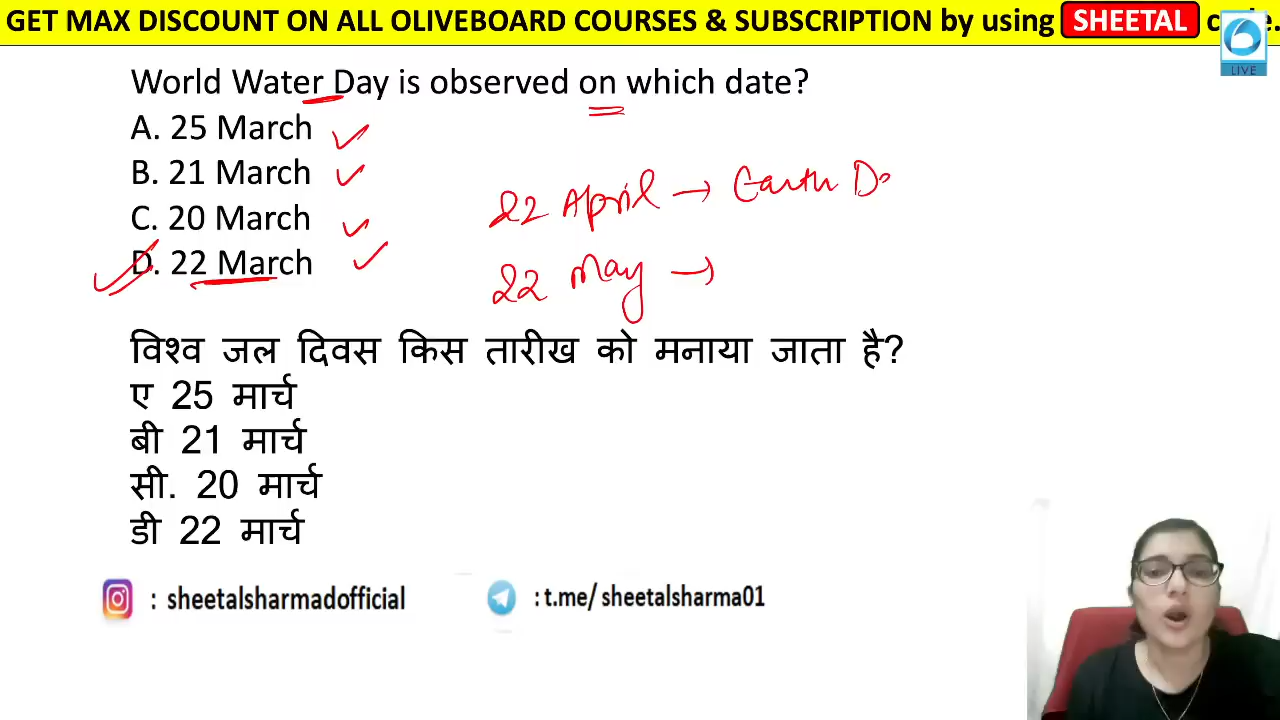 GET MAX DISCOUNT ON ALL OLIVEBOARD COURSES & SUBSCRIPTION by using SHEETAL code.
LIVE
World Water Day is observed on which date?
A. 25 March
B. 21 March
C. 20 March
D. 22 March
22 April → Earth Da
22 May →
विश्व जल दिवस किस तारीख को मनाया जाता है?
ए 25 मार्च
बी 21 मार्च
सी. 20 मार्च
डी 22 मार्च
: sheetalsharmadofficial
: t.me/ sheetalsharma01